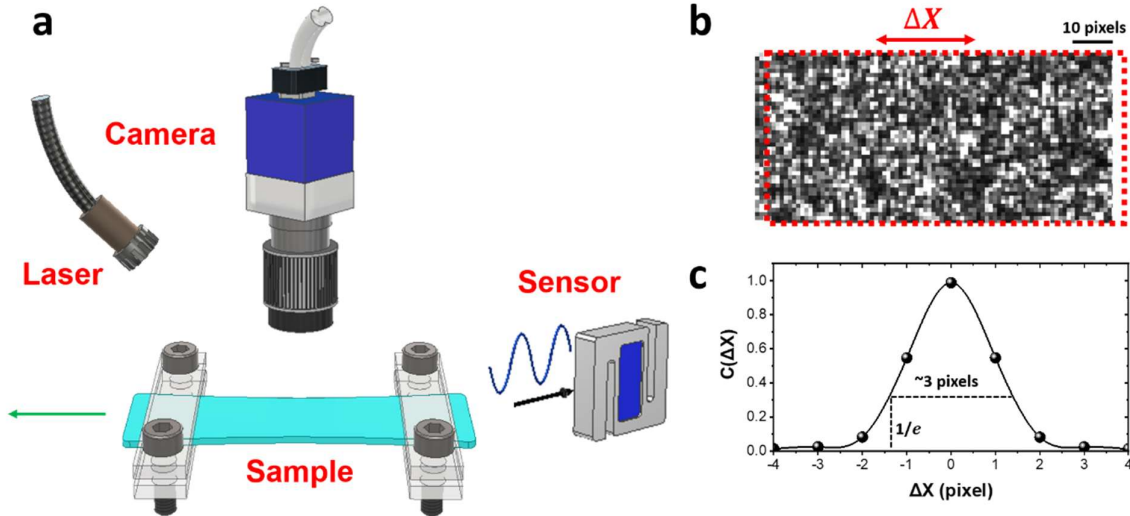 a
Camera
Laser
Sensor
Sample
b
ΔX
10 pixels
c
C(ΔX)
1.0
0.8
0.6
0.4
0.2
0.0
~3 pixels
1/e
-4 -3 -2 -1 0 1 2 3 4
ΔX (pixel)